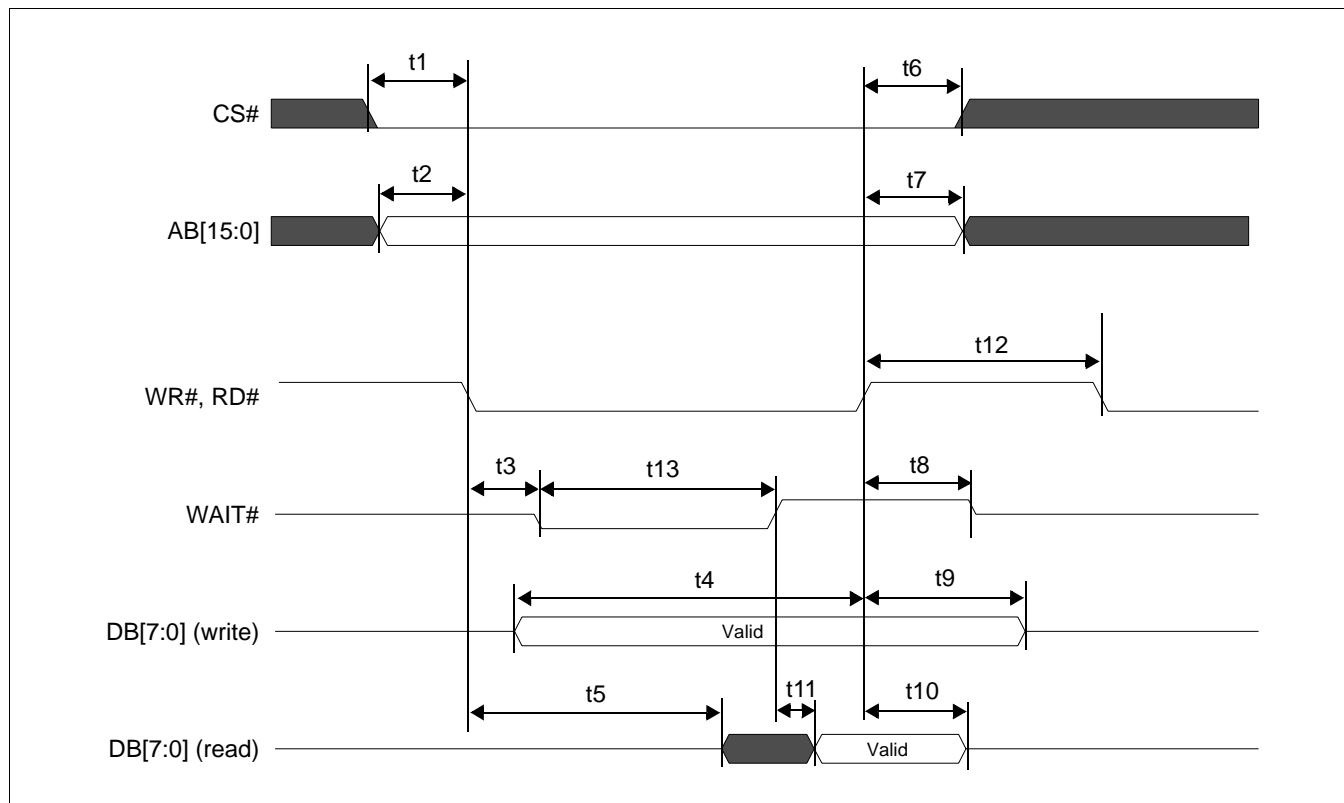 t1
t6
CS#
t2
t7
AB[15:0]
t12
WR#, RD#
t3
t13
t8
WAIT#
t4
t9
DB[7:0] (write)
Valid
t5
t11
t10
DB[7:0] (read)
Valid